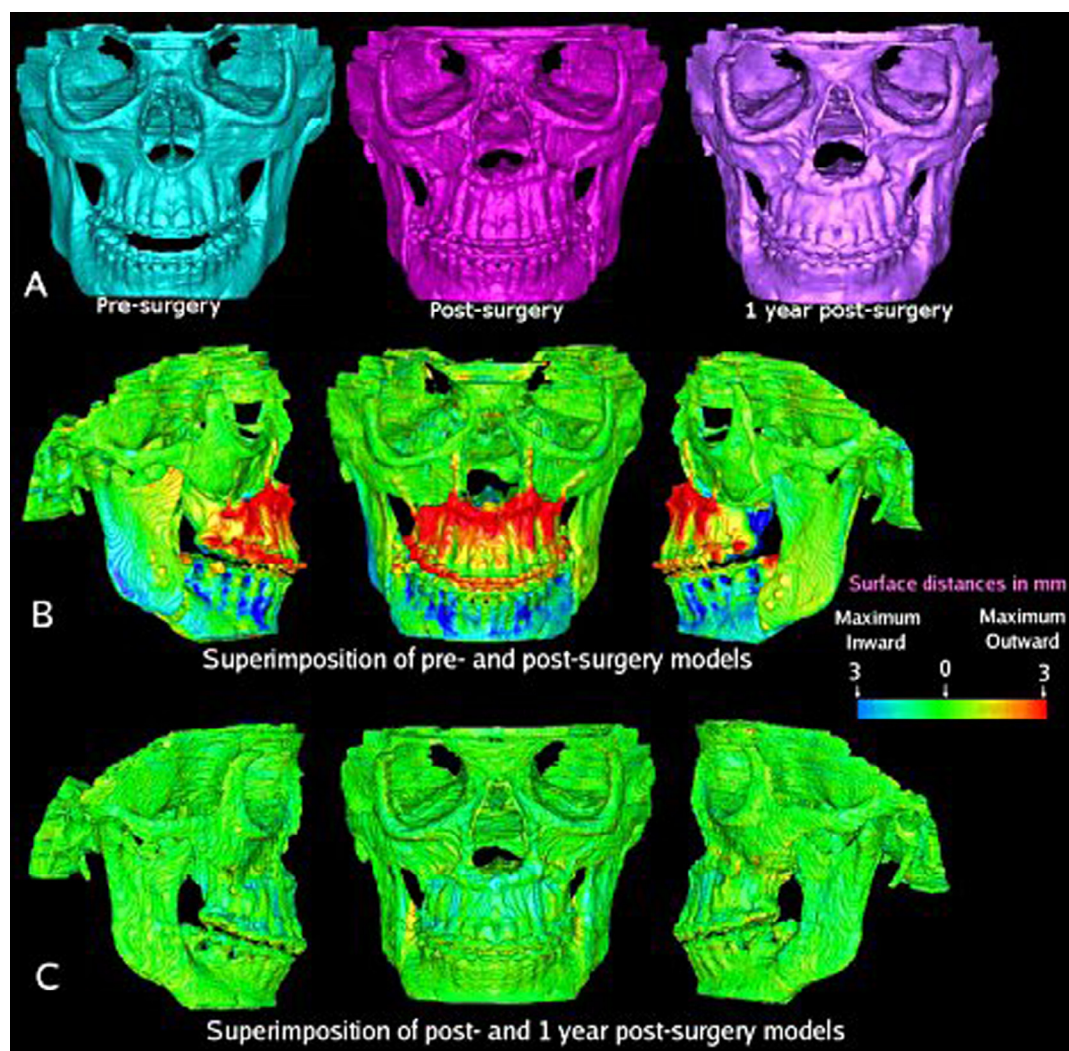 A
Pre-surgery
Post-surgery
1 year post-surgery
B
Surface distances in mm
Maximum Inward
Maximum Outward
3
0
3
Superimposition of pre- and post-surgery models
C
Superimposition of post- and 1 year post-surgery models